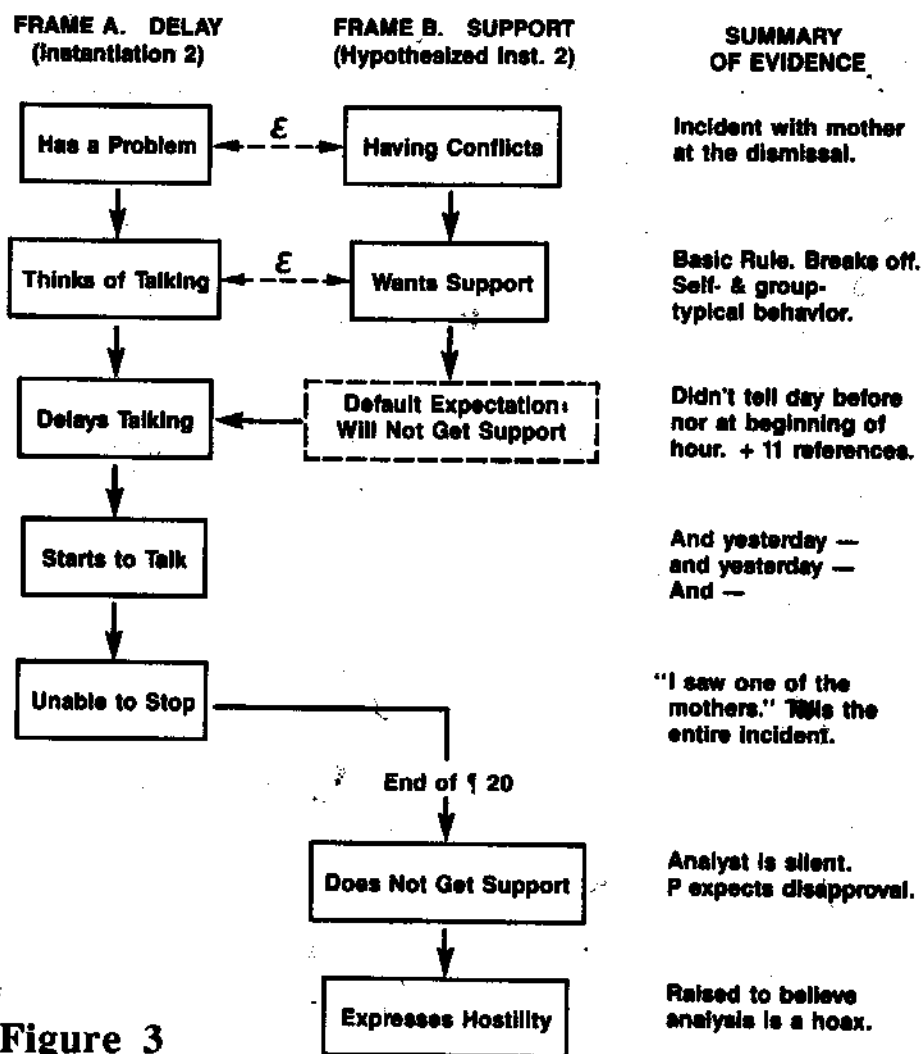 FRAME A. DELAY
(Instantiation 2)
FRAME B. SUPPORT
(Hypothesized Inst. 2)
SUMMARY
OF EVIDENCE
Has a Problem
ε
Having Conflicts
Incident with mother
at the dismissal.
Thinks of Talking
ε
Wants Support
Basic Rule. Breaks off.
Self- & group-
typical behavior.
Delays Talking
Default Expectation:
Will Not Get Support
Didn't tell day before
nor at beginning of
hour. + 11 references.
Starts to Talk
And yesterday —
and yesterday —
And —
Unable to Stop
"I saw one of the
mothers." Tells the
entire incident.
End of ¶ 20
Does Not Get Support
Analyst is silent.
P expects disapproval.
Expresses Hostility
Raised to believe
analysis is a hoax.
Figure 3